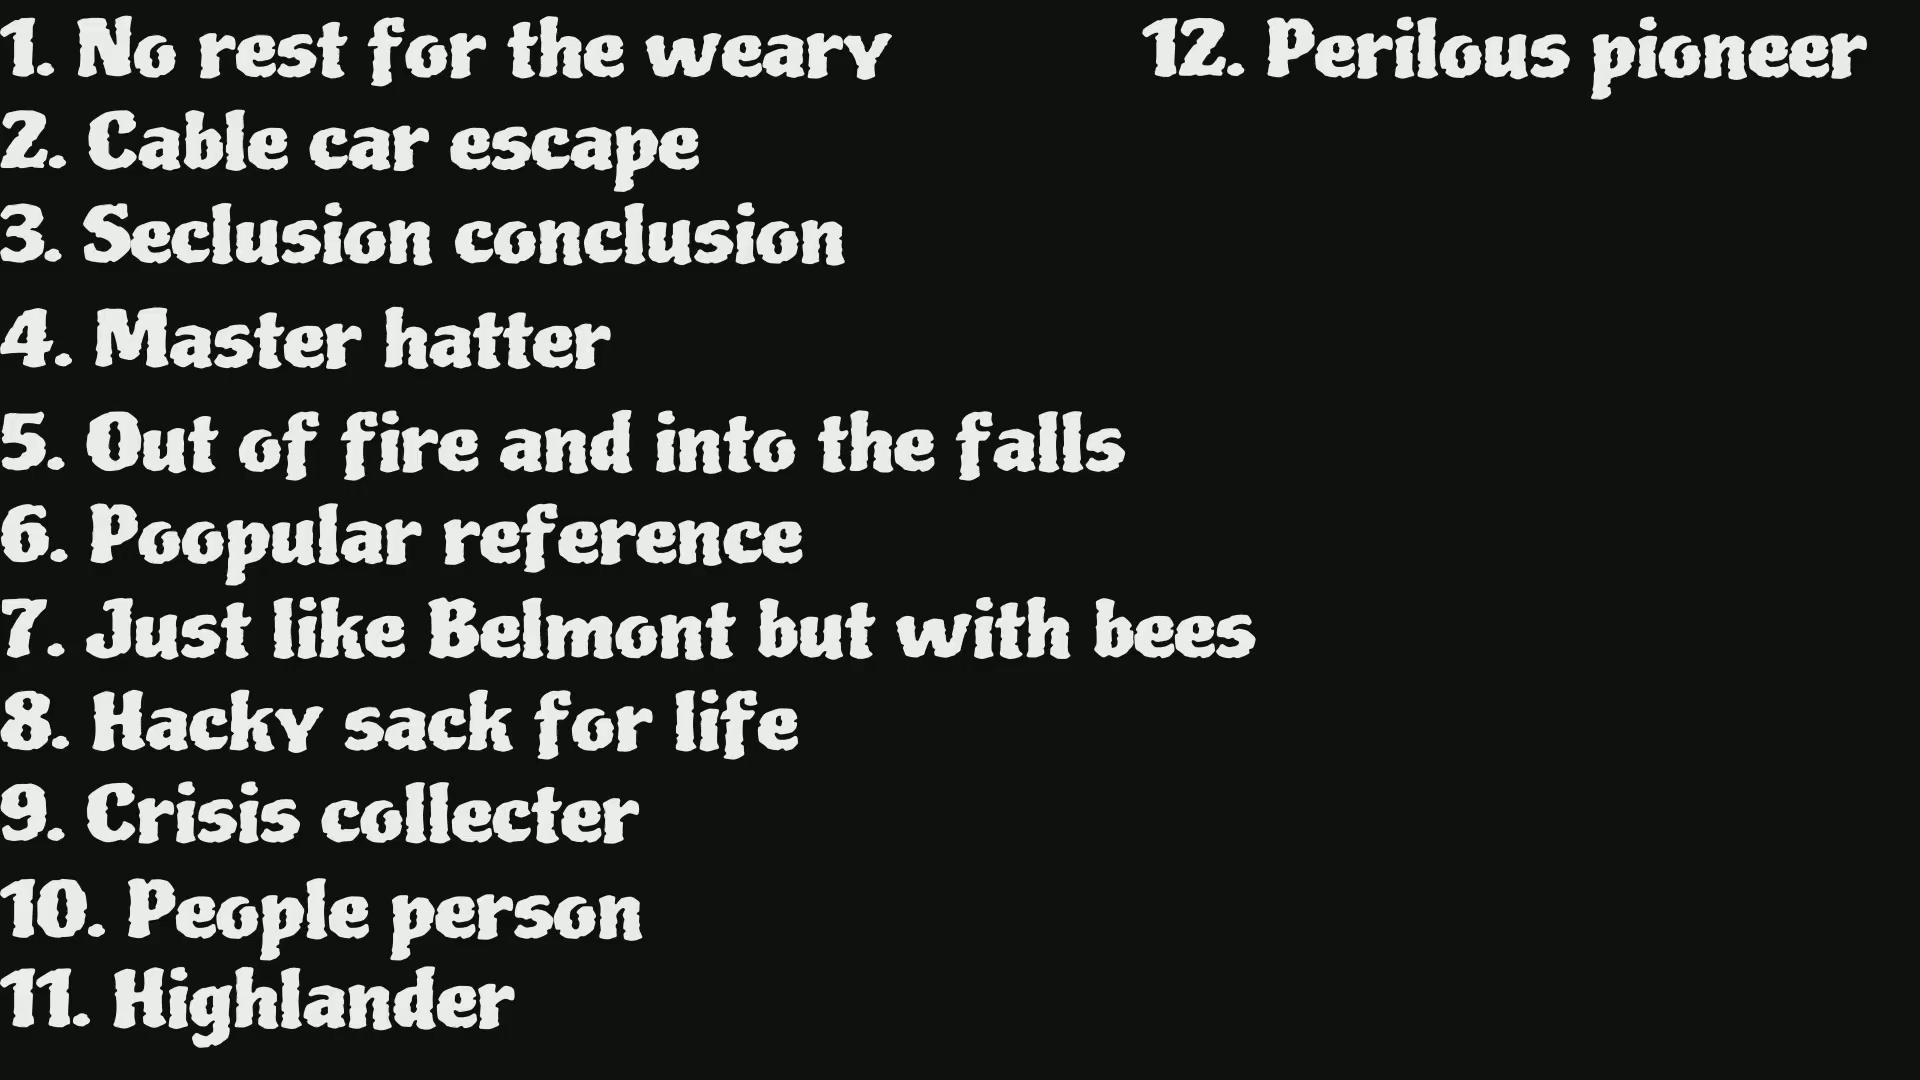 1. No rest for the weary
2. Cable car escape
3. Seclusion conclusion
4. Master hatter
5. Out of fire and into the falls
6. Poopular reference
7. Just like Belmont but with bees
8. Hacky sack for life
9. Crisis collecter
10. People person
11. Highlander
12. Perilous pioneer